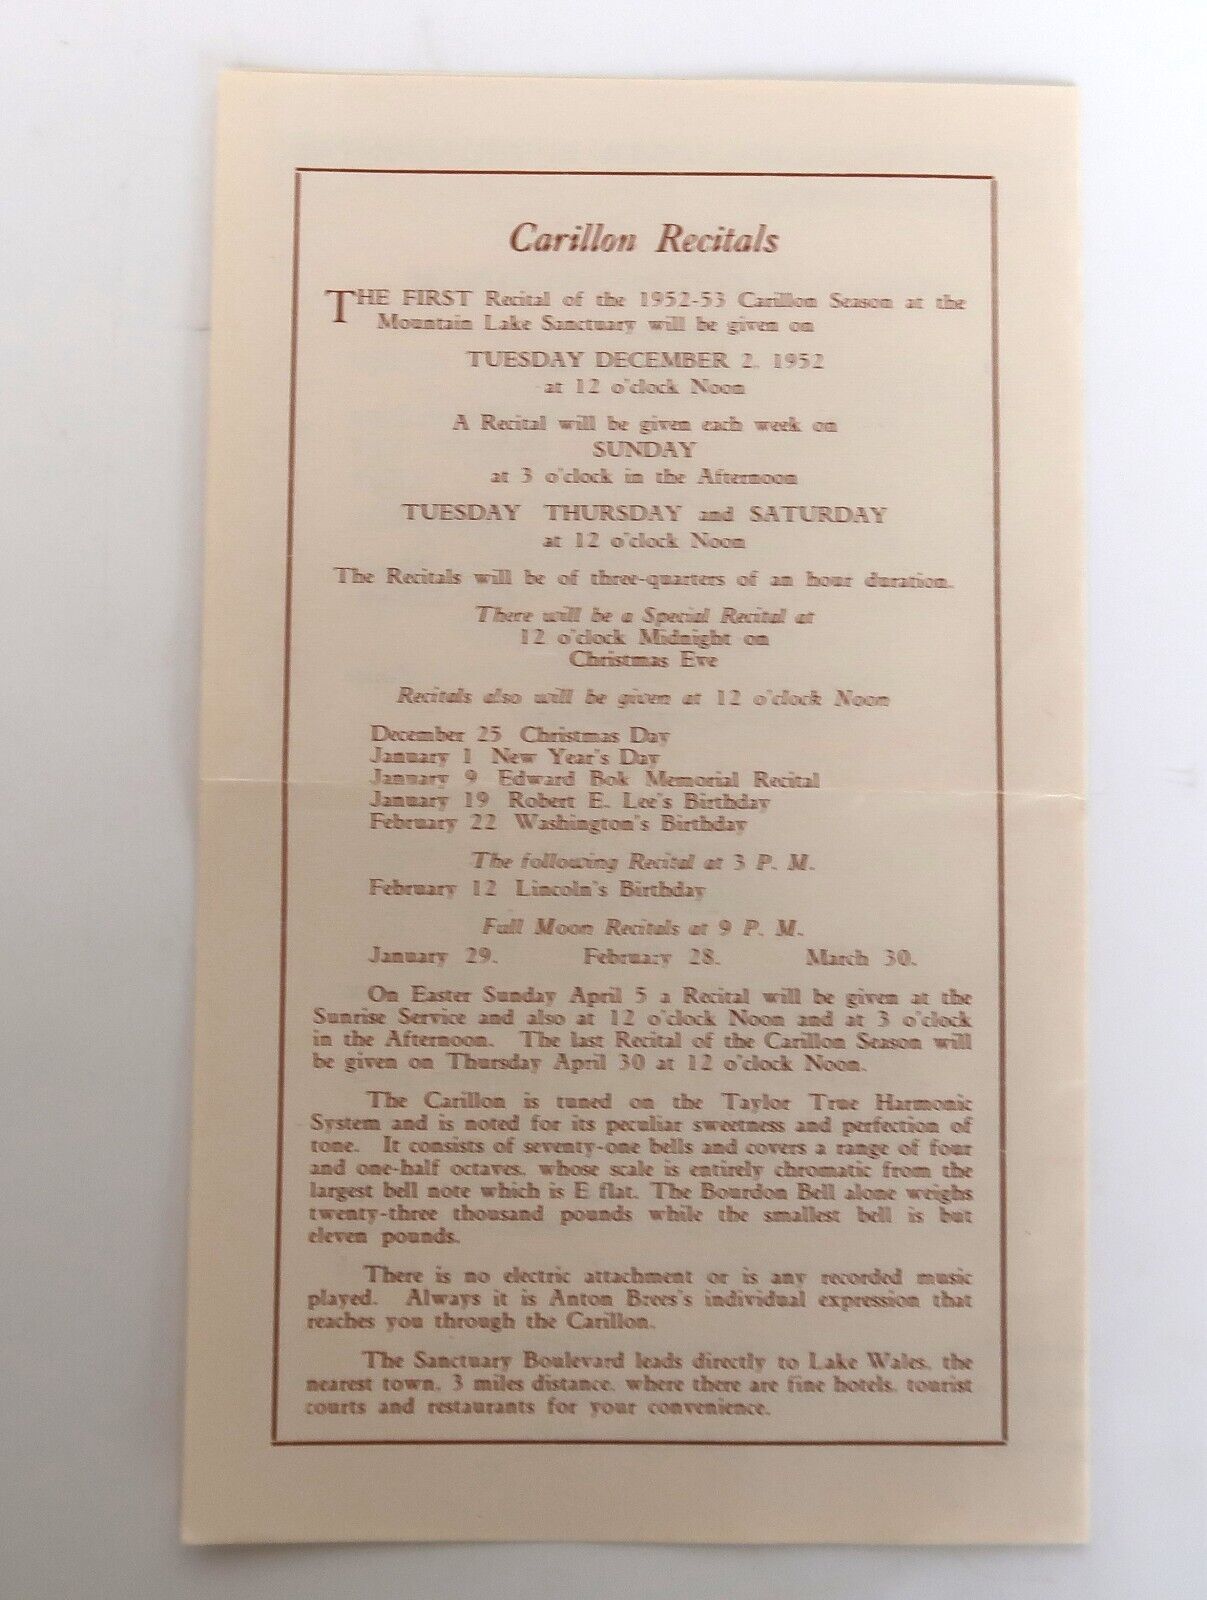 Carillon Recitals
THE FIRST Recital of the 1952-53 Carillon Season at the
Mountain Lake Sanctuary will be given on
TUESDAY DECEMBER 2, 1952
at 12 o'clock Noon
A Recital will be given each week on
SUNDAY
at 3 o'clock in the Afternoon
TUESDAY THURSDAY and SATURDAY
at 12 o'clock Noon
The Recitals will be of three-quarters of an hour duration.
There will be a Special Recital at
12 o'clock Midnight on
Christmas Eve
Recitals also will be given at 12 o'clock Noon
December 25 Christmas Day
January 1 New Year's Day
January 9 Edward Bok Memorial Recital
January 19 Robert E. Lee's Birthday
February 22 Washington's Birthday
The following Recital at 3 P. M.
February 12 Lincoln's Birthday
Full Moon Recitals at 9 P. M.
January 29. February 28. March 30.
On Easter Sunday April 5 a Recital will be given at the
Sunrise Service and also at 12 o'clock Noon and at 3 o'clock
in the Afternoon. The last Recital of the Carillon Season will
be given on Thursday April 30 at 12 o'clock Noon.
The Carillon is tuned on the Taylor True Harmonic
System and is noted for its peculiar sweetness and perfection of
tone. It consists of seventy-one bells and covers a range of four
and one-half octaves, whose scale is entirely chromatic from the
largest bell note which is E flat. The Bourdon Bell alone weighs
twenty-three thousand pounds while the smallest bell is but
eleven pounds.
There is no electric attachment or is any recorded music
played. Always it is Anton Brees's individual expression that
reaches you through the Carillon.
The Sanctuary Boulevard leads directly to Lake Wales, the
nearest town, 3 miles distance, where there are fine hotels, tourist
courts and restaurants for your convenience.